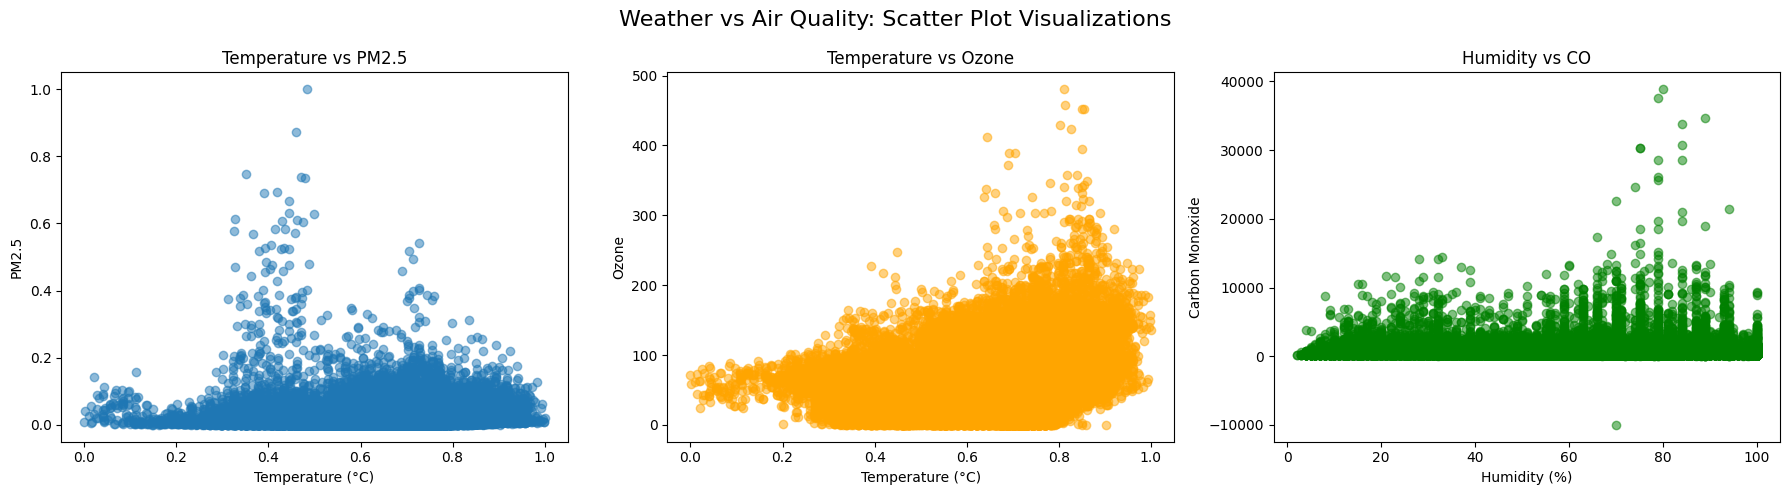 Weather vs Air Quality: Scatter Plot Visualizations
Temperature vs PM2.5
PM2.5
1.0
0.8
0.6
0.4
0.2
0.0
0.0 0.2 0.4 0.6 0.8 1.0
Temperature (°C)
Temperature vs Ozone
Ozone
500
400
300
200
100
0
0.0 0.2 0.4 0.6 0.8 1.0
Temperature (°C)
Humidity vs CO
Carbon Monoxide
40000
30000
20000
10000
0
−10000
0 20 40 60 80 100
Humidity (%)